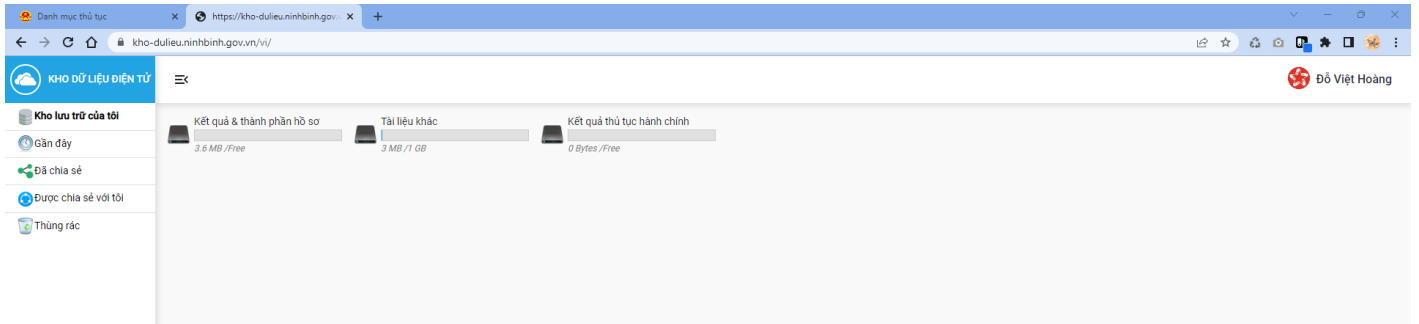 Danh mục thủ tục
https://kho-dulieu.ninhbinh.gov.
kho-dulieu.ninhbinh.gov.vn/vi/
KHO DỮ LIỆU ĐIỆN TỬ
Đỗ Việt Hoàng
Kho lưu trữ của tôi
Gần đây
Đã chia sẻ
Được chia sẻ với tôi
Thùng rác
Kết quả & thành phần hồ sơ
3.6 MB /Free
Tài liệu khác
3 MB /1 GB
Kết quả thủ tục hành chính
0 Bytes /Free